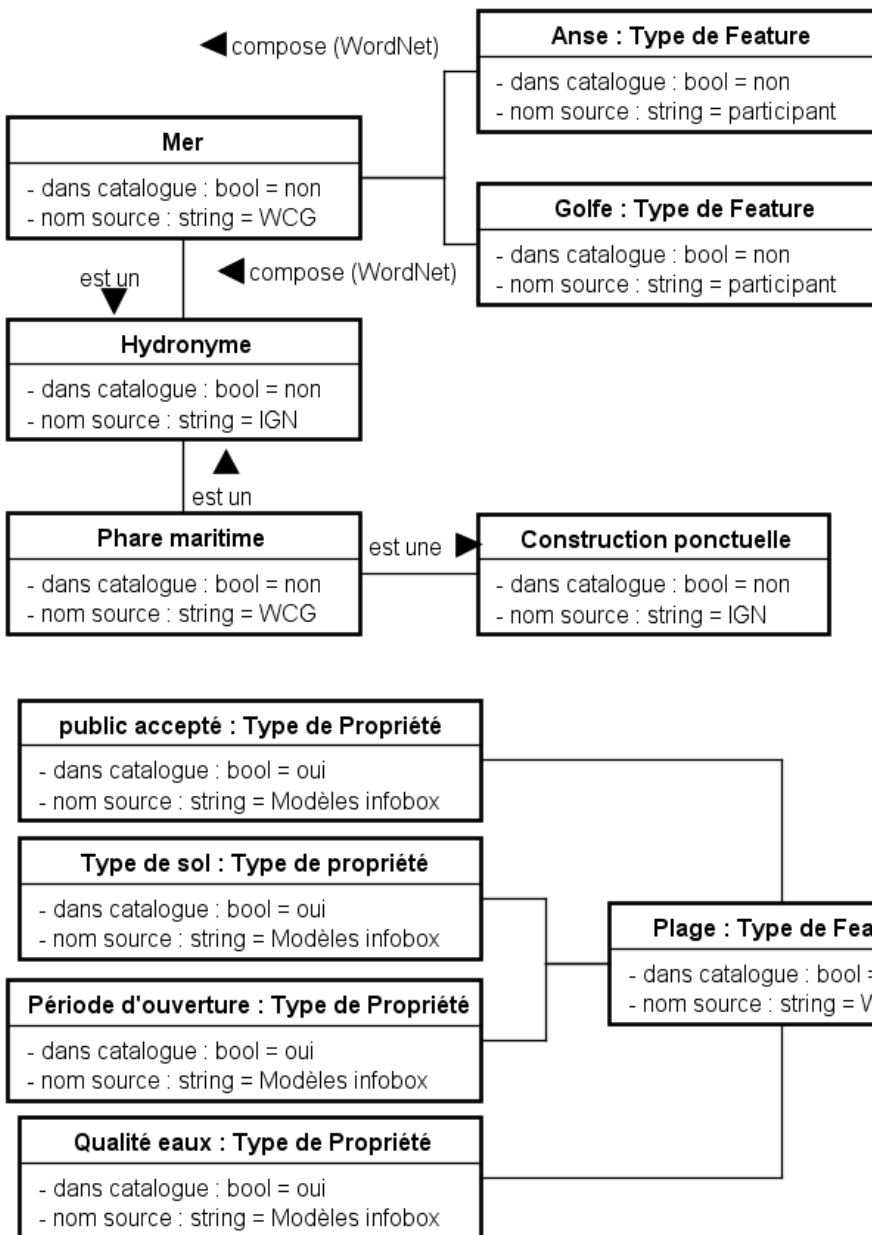 compose (WordNet)
Anse : Type de Feature
- dans catalogue : bool = non
- nom source : string = participant
Mer
- dans catalogue : bool = non
- nom source : string = WCG
Golfe : Type de Feature
- dans catalogue : bool = non
- nom source : string = participant
compose (WordNet)
est un
Hydronyme
- dans catalogue : bool = non
- nom source : string = IGN
est un
Phare maritime
- dans catalogue : bool = non
- nom source : string = WCG
est une
Construction ponctuelle
- dans catalogue : bool = non
- nom source : string = IGN
public accepté : Type de Propriété
- dans catalogue : bool = oui
- nom source : string = Modèles infobox
Type de sol : Type de propriété
- dans catalogue : bool = oui
- nom source : string = Modèles infobox
Plage : Type de
- dans catalogue : bool =
- nom source : string =
Période d'ouverture : Type de Propriété
- dans catalogue : bool = oui
- nom source : string = Modèles infobox
Qualité eaux : Type de Propriété
- dans catalogue : bool = oui
- nom source : string = Modèles infobox